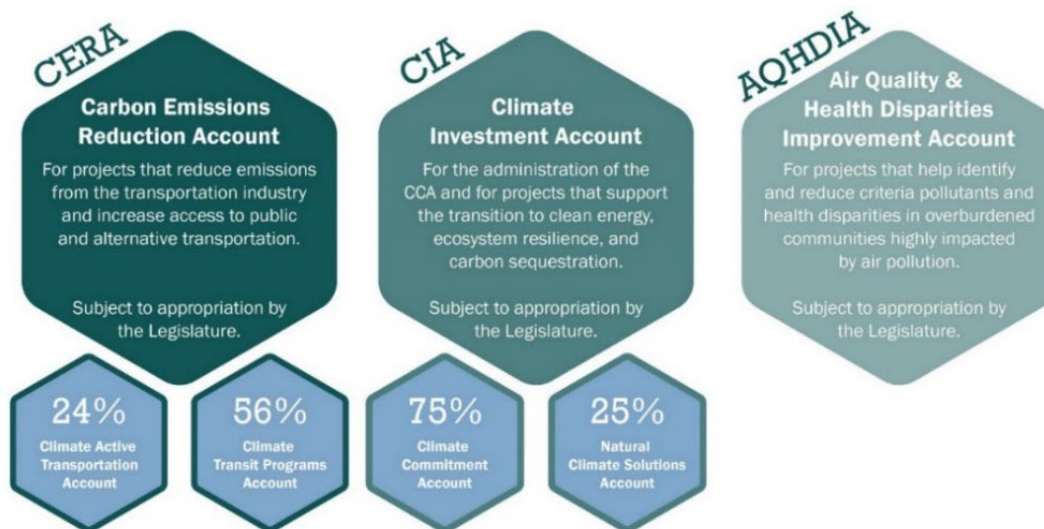 CERA
Carbon Emissions
Reduction Account
For projects that reduce emissions
from the transportation industry
and increase access to public
and alternative transportation.
Subject to appropriation by
the Legislature.
24%
Climate Active
Transportation
Account
56%
Climate
Transit Programs
Account
CIA
Climate
Investment Account
For the administration of the
CCA and for projects that support
the transition to clean energy,
ecosystem resilience, and
carbon sequestration.
Subject to appropriation by
the Legislature.
75%
Climate
Commitment
Account
25%
Natural
Climate Solutions
Account
AQHDIA
Air Quality &
Health Disparities
Improvement Account
For projects that help identify
and reduce criteria pollutants and
health disparities in overburdened
communities highly impacted
by air pollution.
Subject to appropriation by
the Legislature.